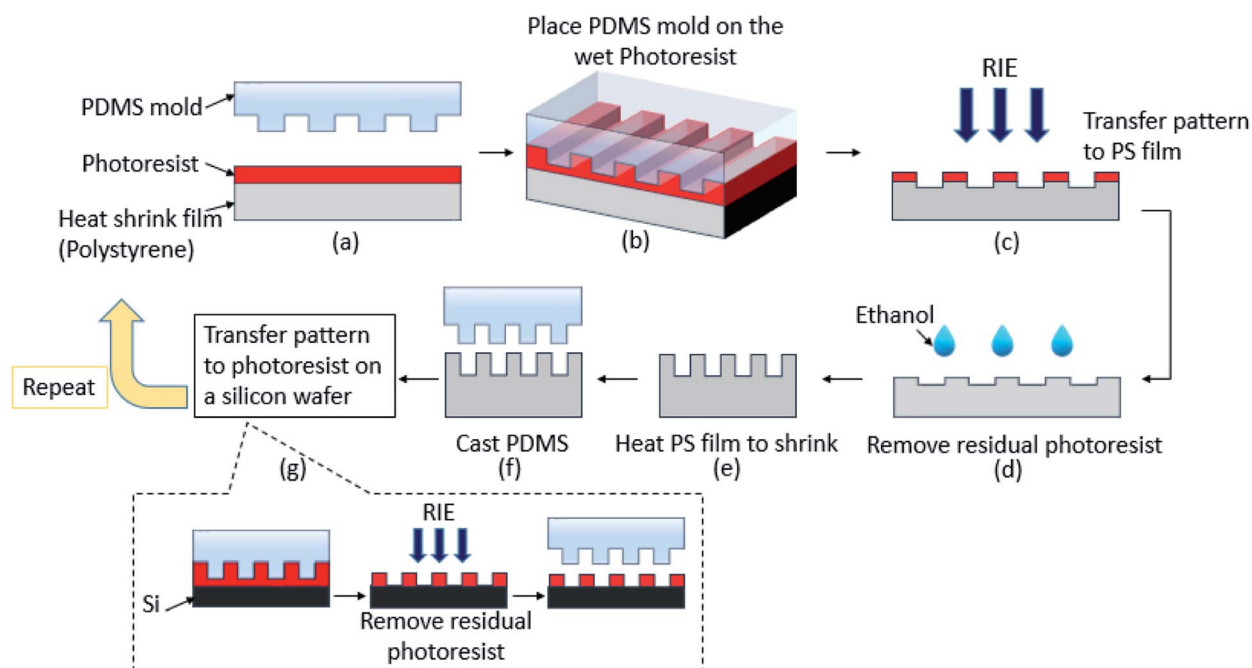 Place PDMS mold on the
wet Photoresist
PDMS mold
Photoresist
Heat shrink film
(Polystyrene)
(a)
(b)
RIE
Transfer pattern
to PS film
(c)
Ethanol
Remove residual photoresist
(d)
Heat PS film to shrink
(e)
Cast PDMS
(f)
Transfer pattern
to photoresist on
a silicon wafer
Repeat
(g)
Si
RIE
Remove residual
photoresist